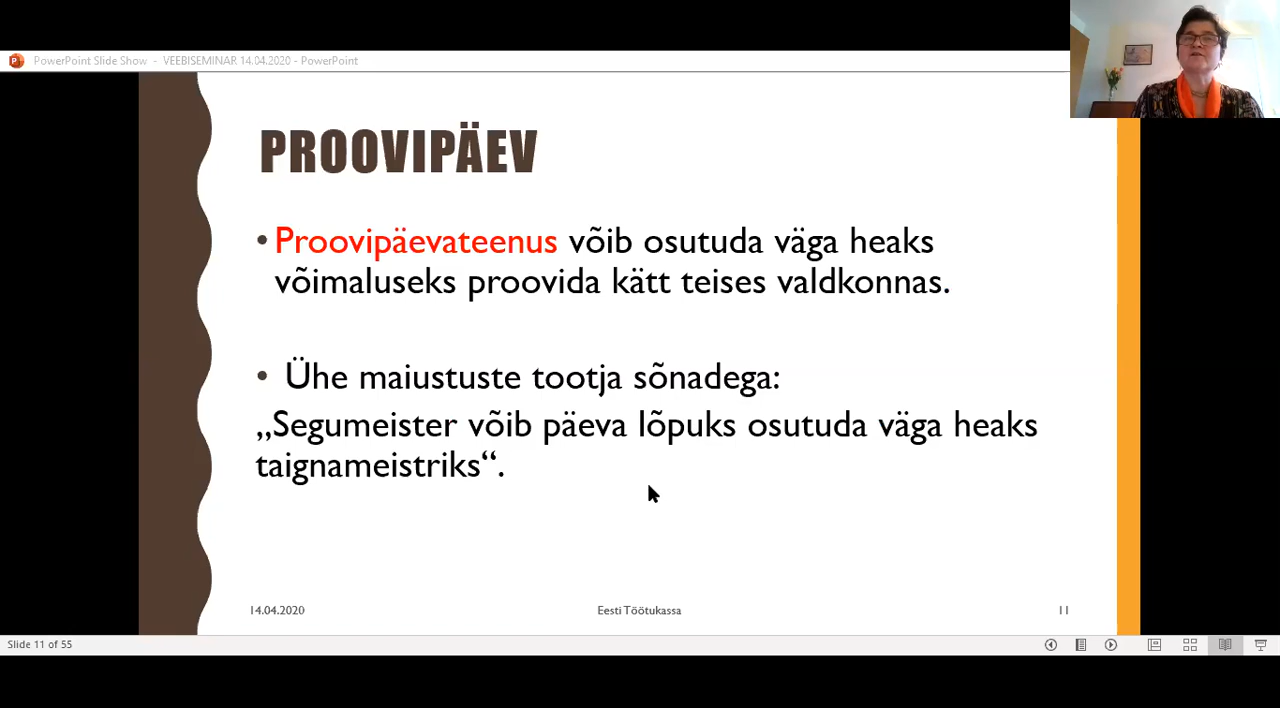 PowerPoint Slide Show - VEEBISEMINAR 14.04.2020 - PowerPoint
PROOVIPÄEV
• Proovipäevateenus võib osutuda väga heaks
võimaluseks proovida kätt teises valdkonnas.
• Ühe maiustuste tootja sõnadega:
„Segumeister võib päeva lõpuks osutuda väga heaks
taignameistriks“.
14.04.2020 Eesti Töötukassa 11
Slide 11 of 55